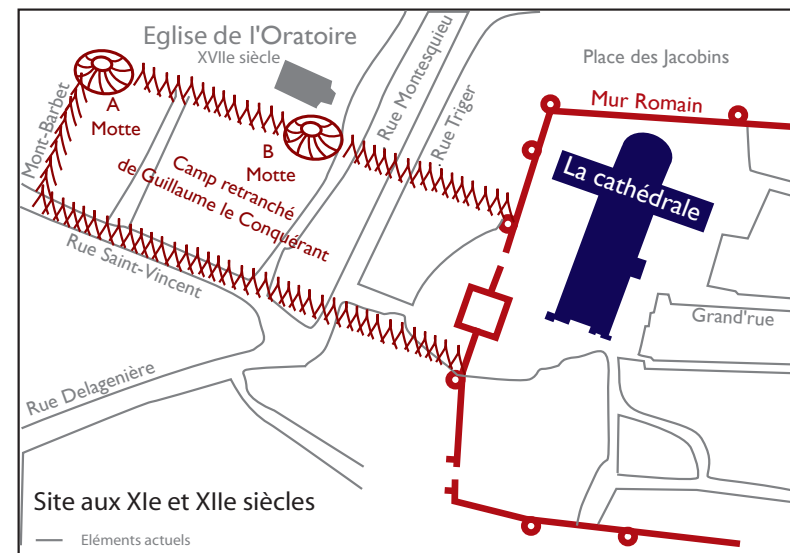 Eglise de l'Oratoire
XVIIe siècle
Place des Jacobins
Mur Romain
Rue Montesquieu
Rue Triger
Mont-Barbet
A
Motte
B
Motte
Camp retranché
de Guillaume le Conquérant
La cathédrale
Rue Saint-Vincent
Grand'rue
Rue Delagenière
Site aux XIe et XIIe siècles
Eléments actuels